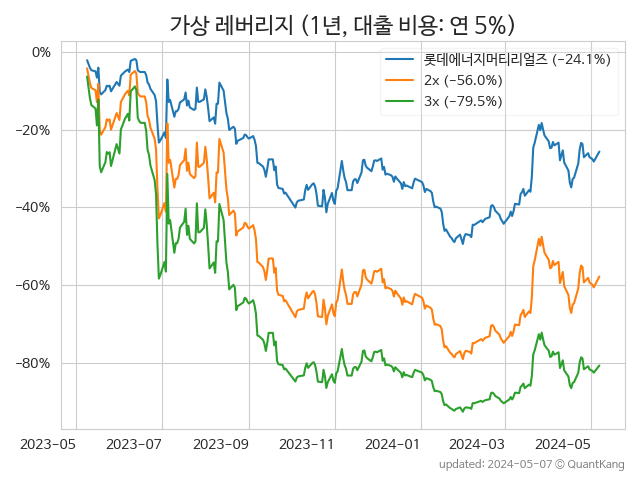 가상 레버리지 (1년, 대출 비용: 연 5%)
0%
−20%
−40%
−60%
−80%
롯데에너지머티리얼즈 (−24.1%)
2x (−56.0%)
3x (−79.5%)
2023-05 2023-07 2023-09 2023-11 2024-01 2024-03 2024-05
updated: 2024-05-07 © QuantKang